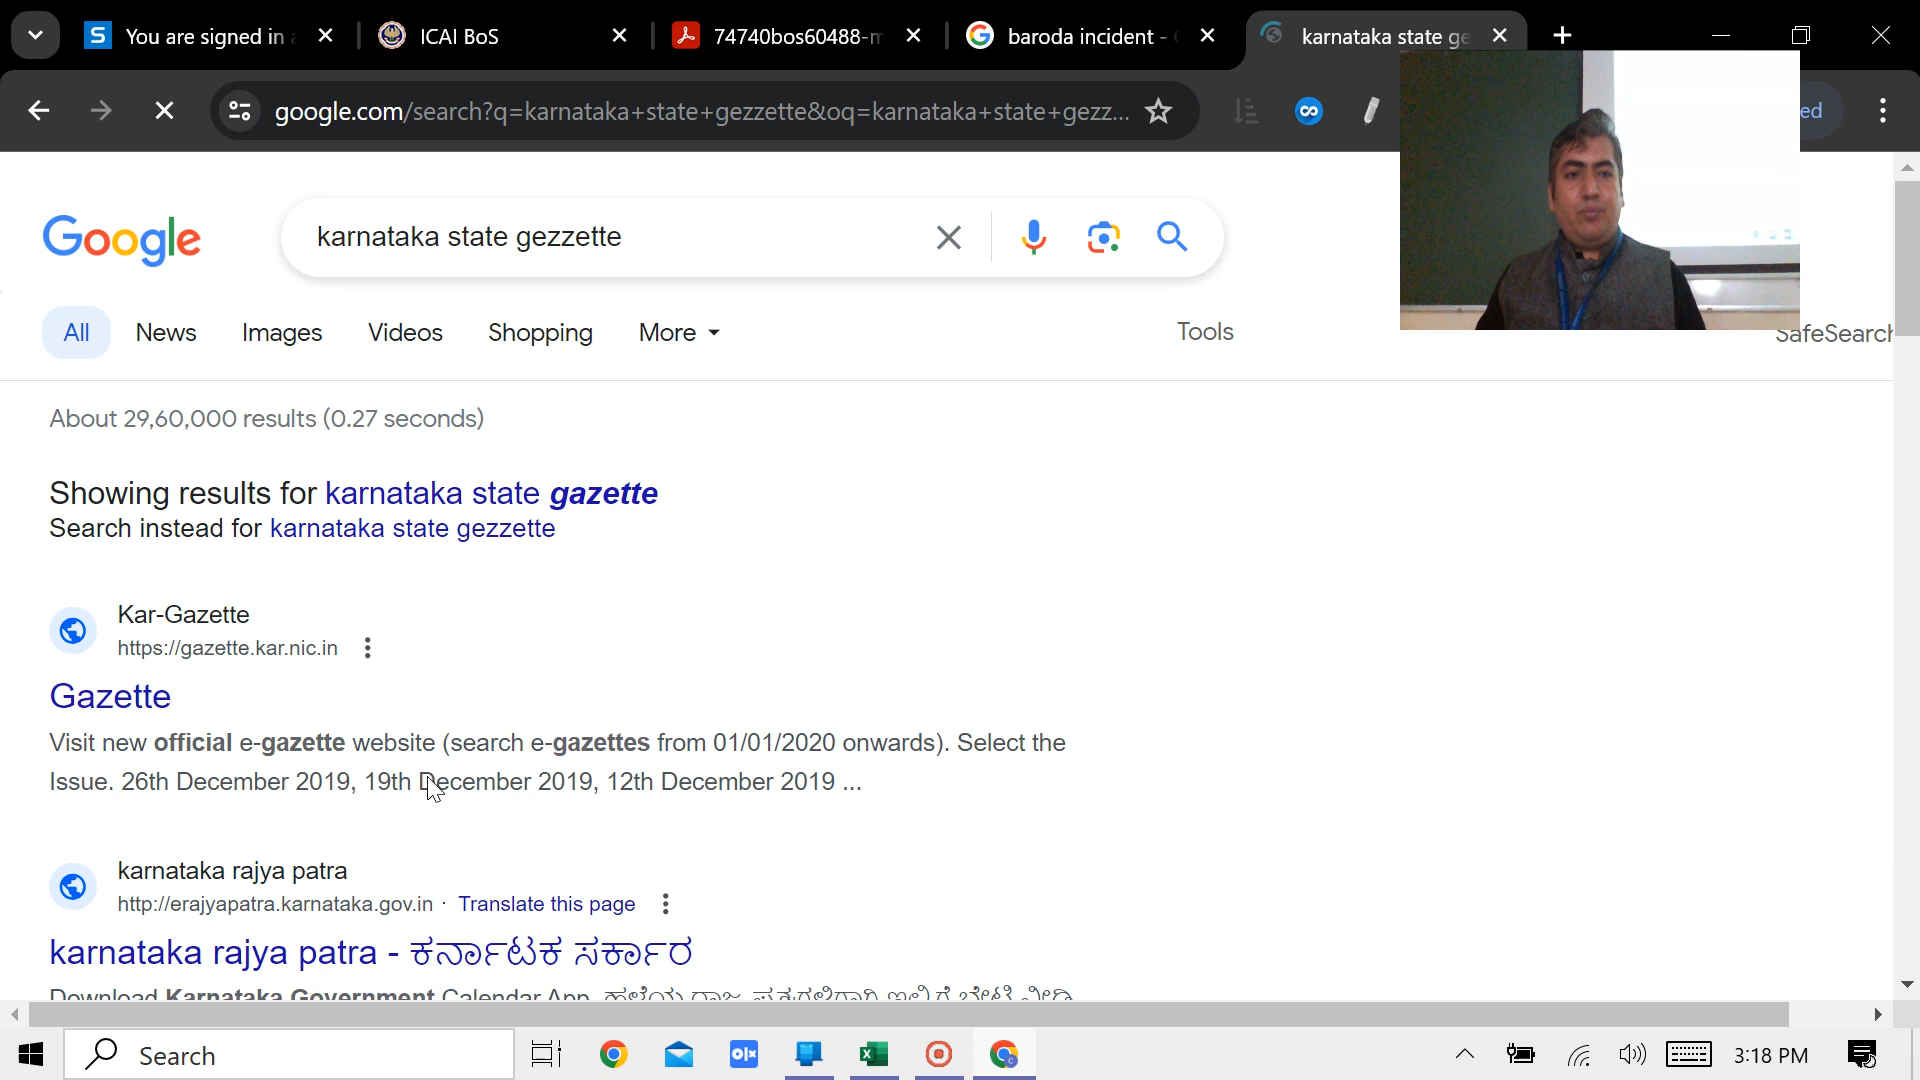 You are signed in
ICAI BoS
74740bos60488-m
baroda incident -
karnataka state ge
google.com/search?q=karnataka+state+gezzette&oq=karnataka+state+gezz...
ed
Google
karnataka state gezzette
All
News
Images
Videos
Shopping
More
Tools
SafeSearch
About 29,60,000 results (0.27 seconds)
Showing results for karnataka state gazette
Search instead for karnataka state gezzette
Kar-Gazette
https://gazette.kar.nic.in
Gazette
Visit new official e-gazette website (search e-gazettes from 01/01/2020 onwards). Select the
Issue. 26th December 2019, 19th December 2019, 12th December 2019 ...
karnataka rajya patra
http://erajyapatra.karnataka.gov.in · Translate this page
karnataka rajya patra - ಕರ್ನಾಟಕ ಸರ್ಕಾರ
Download Karnataka Government Calendar App.
Search
3:18 PM